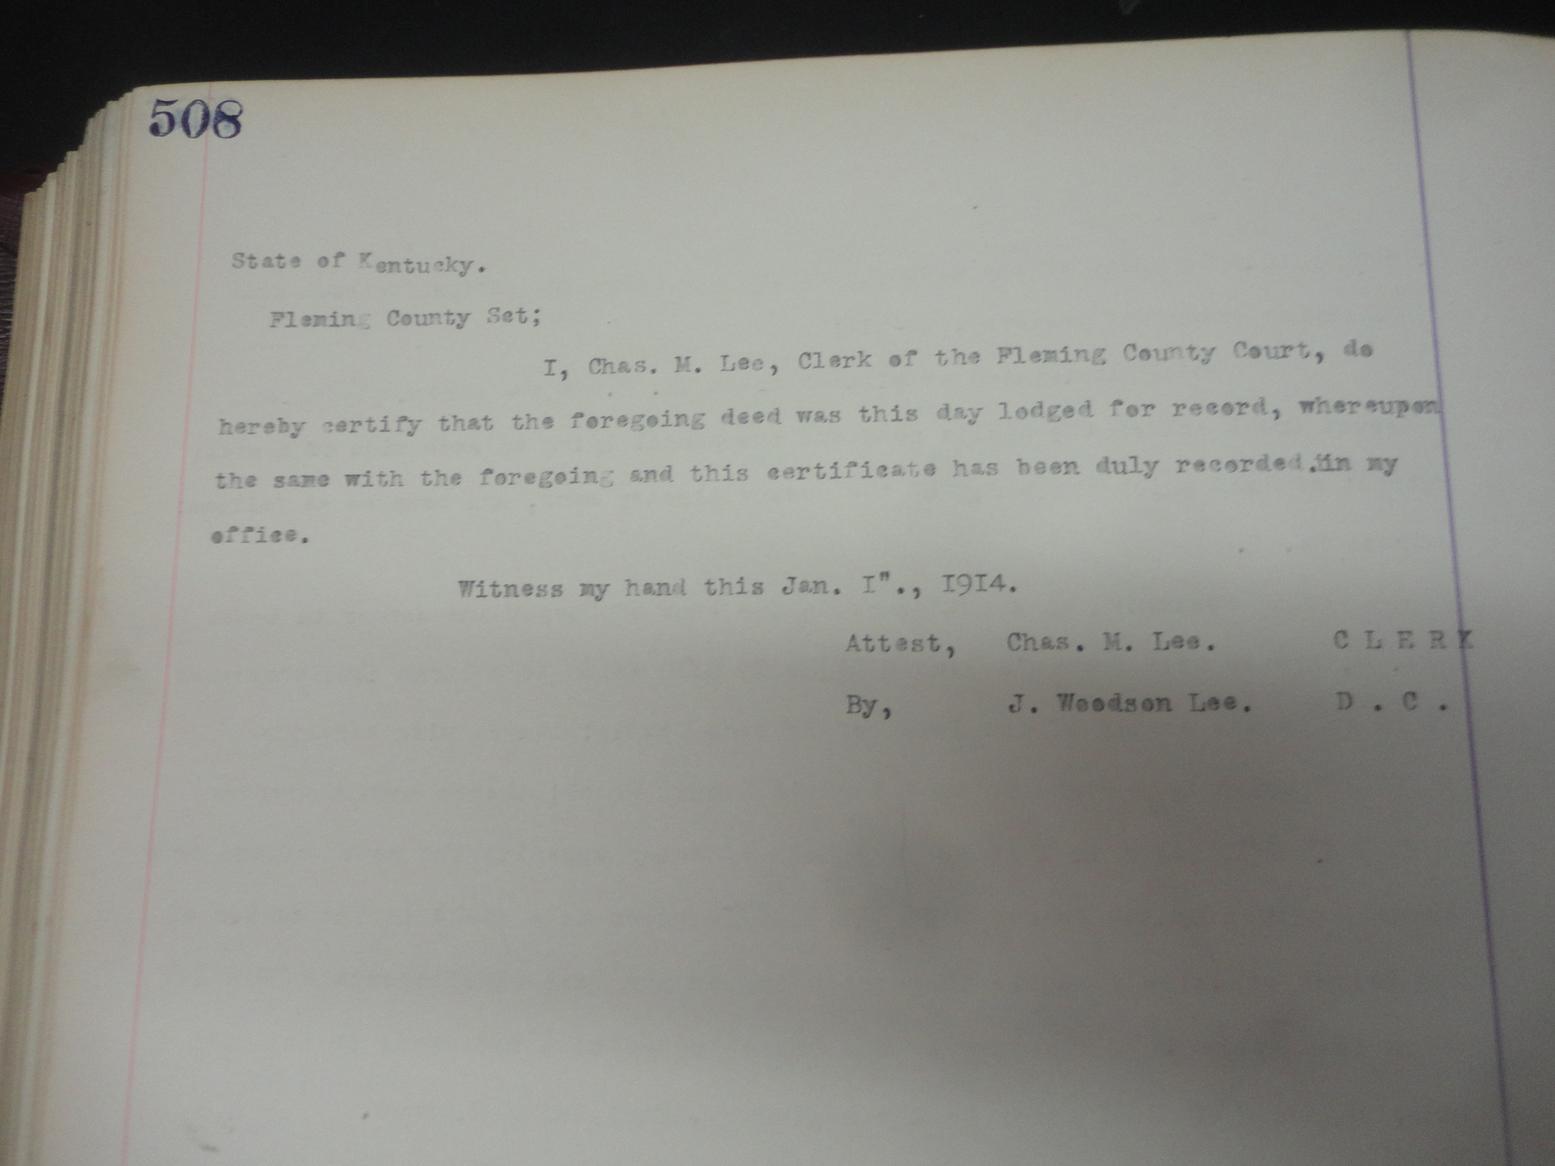 508
State of Kentucky.
Fleming County Sct;
I, Chas. M. Lee, Clerk of the Fleming County Court, do
hereby certify that the foregoing deed was this day lodged for record, whereupon
the same with the foregoing and this certificate has been duly recorded in my
office.
Witness my hand this Jan. I"., I9I4.
Attest, Chas. M. Lee. C L E R K
By, J. Woodson Lee. D . C .